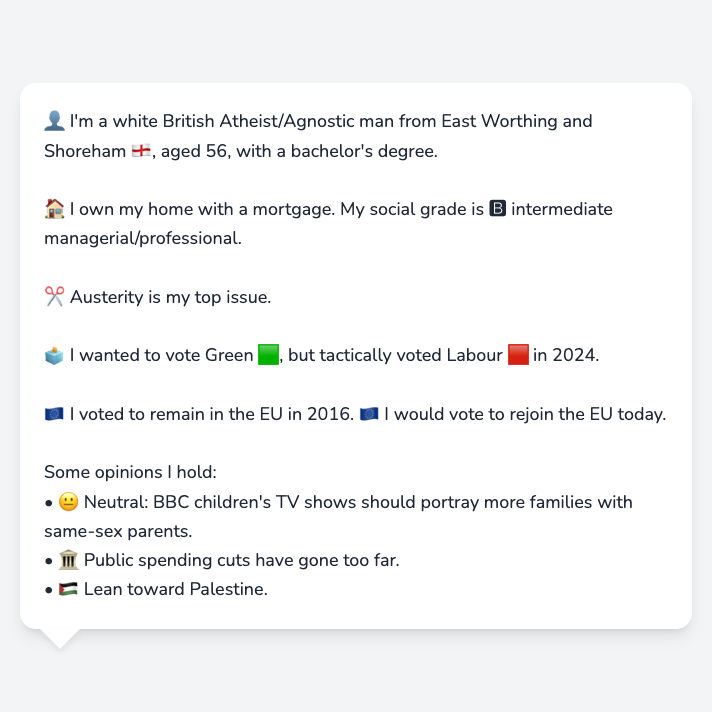 👤 I'm a white British Atheist/Agnostic man from East Worthing and
Shoreham 🏴󠁧󠁢󠁥󠁮󠁧󠁿, aged 56, with a bachelor's degree.
🏠 I own my home with a mortgage. My social grade is 🅱 intermediate
managerial/professional.
✂️ Austerity is my top issue.
🗳️ I wanted to vote Green 🟩, but tactically voted Labour 🟥 in 2024.
🇪🇺 I voted to remain in the EU in 2016. 🇪🇺 I would vote to rejoin the EU today.
Some opinions I hold:
• 😐 Neutral: BBC children's TV shows should portray more families with
same-sex parents.
• 🏛️ Public spending cuts have gone too far.
• 🇵🇸 Lean toward Palestine.